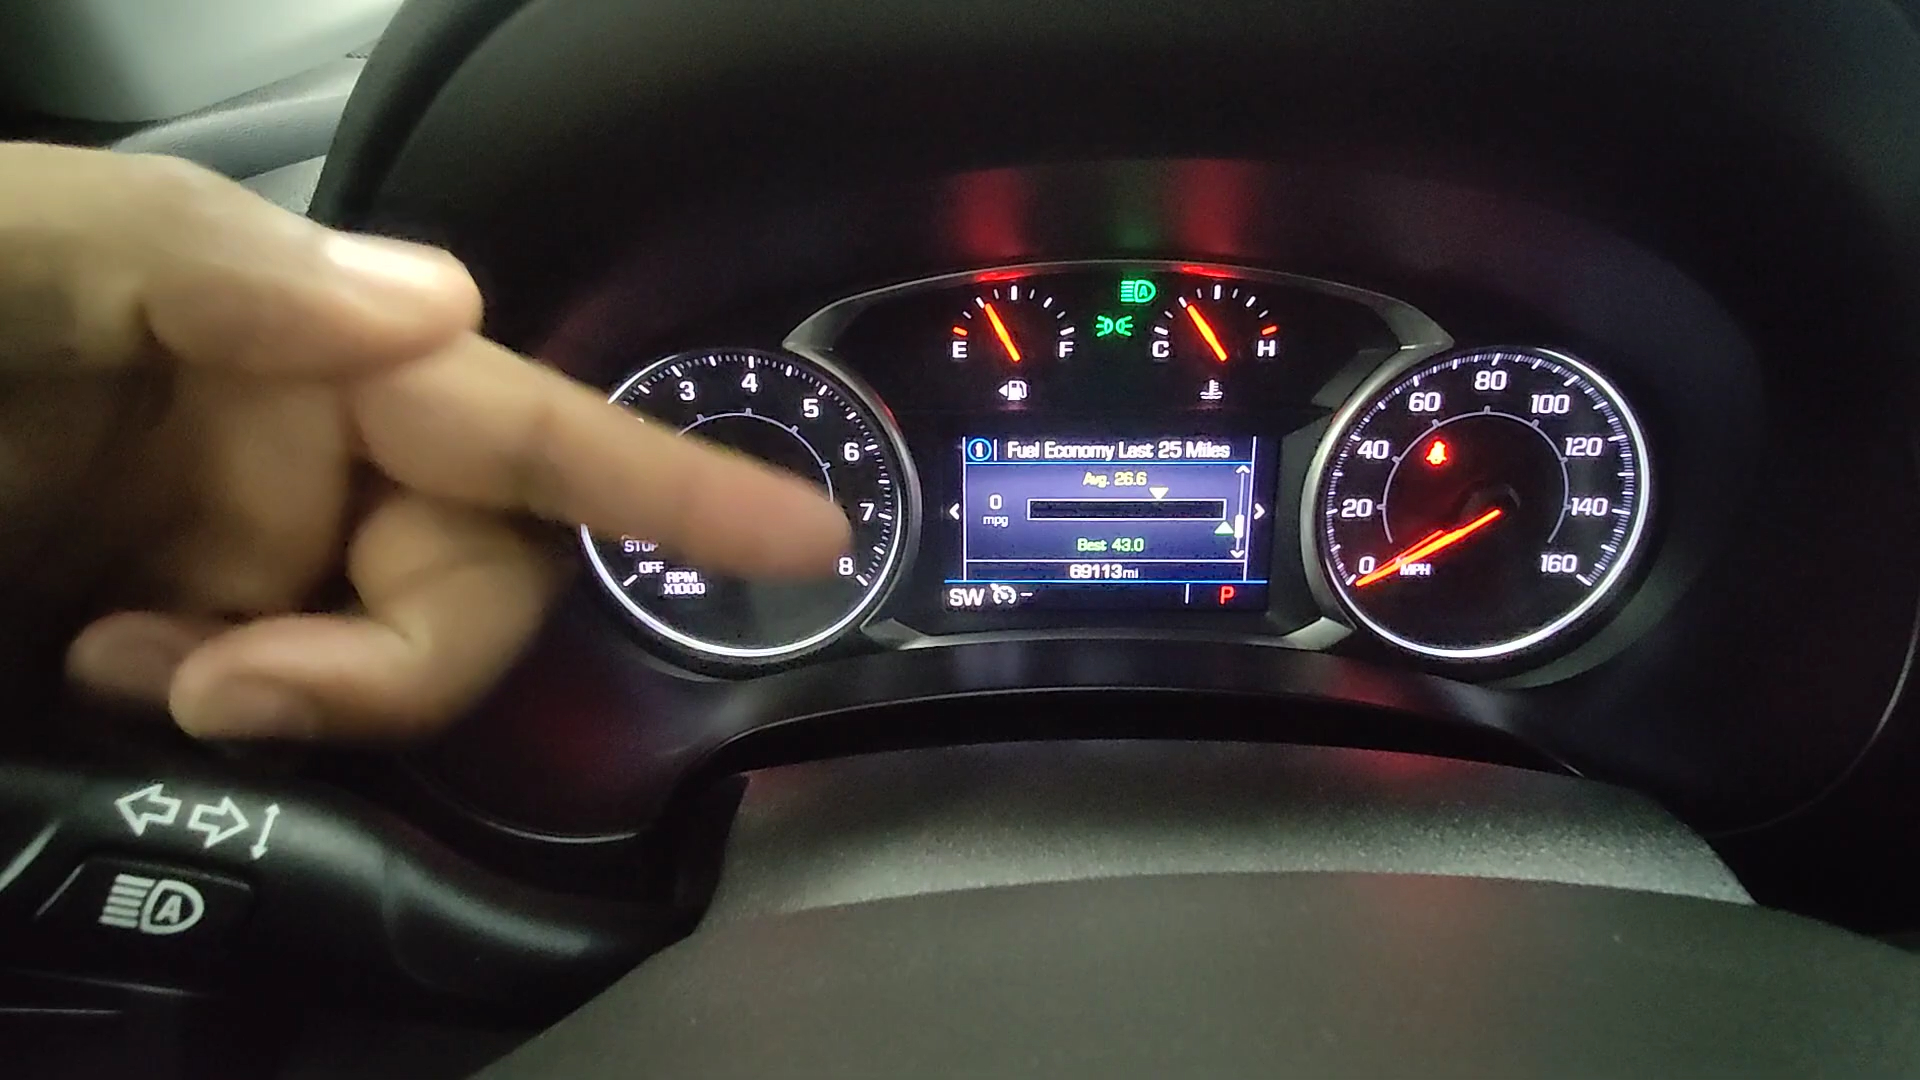 E F
C H
3 4 5 6 7 8
STOP
OFF
RPM
X1000
Fuel Economy Last 25 Miles
Avg. 26.6
0
mpg
Best 43.0
69113mi
SW
P
0 20 40 60 80 100 120 140 160
MPH
A